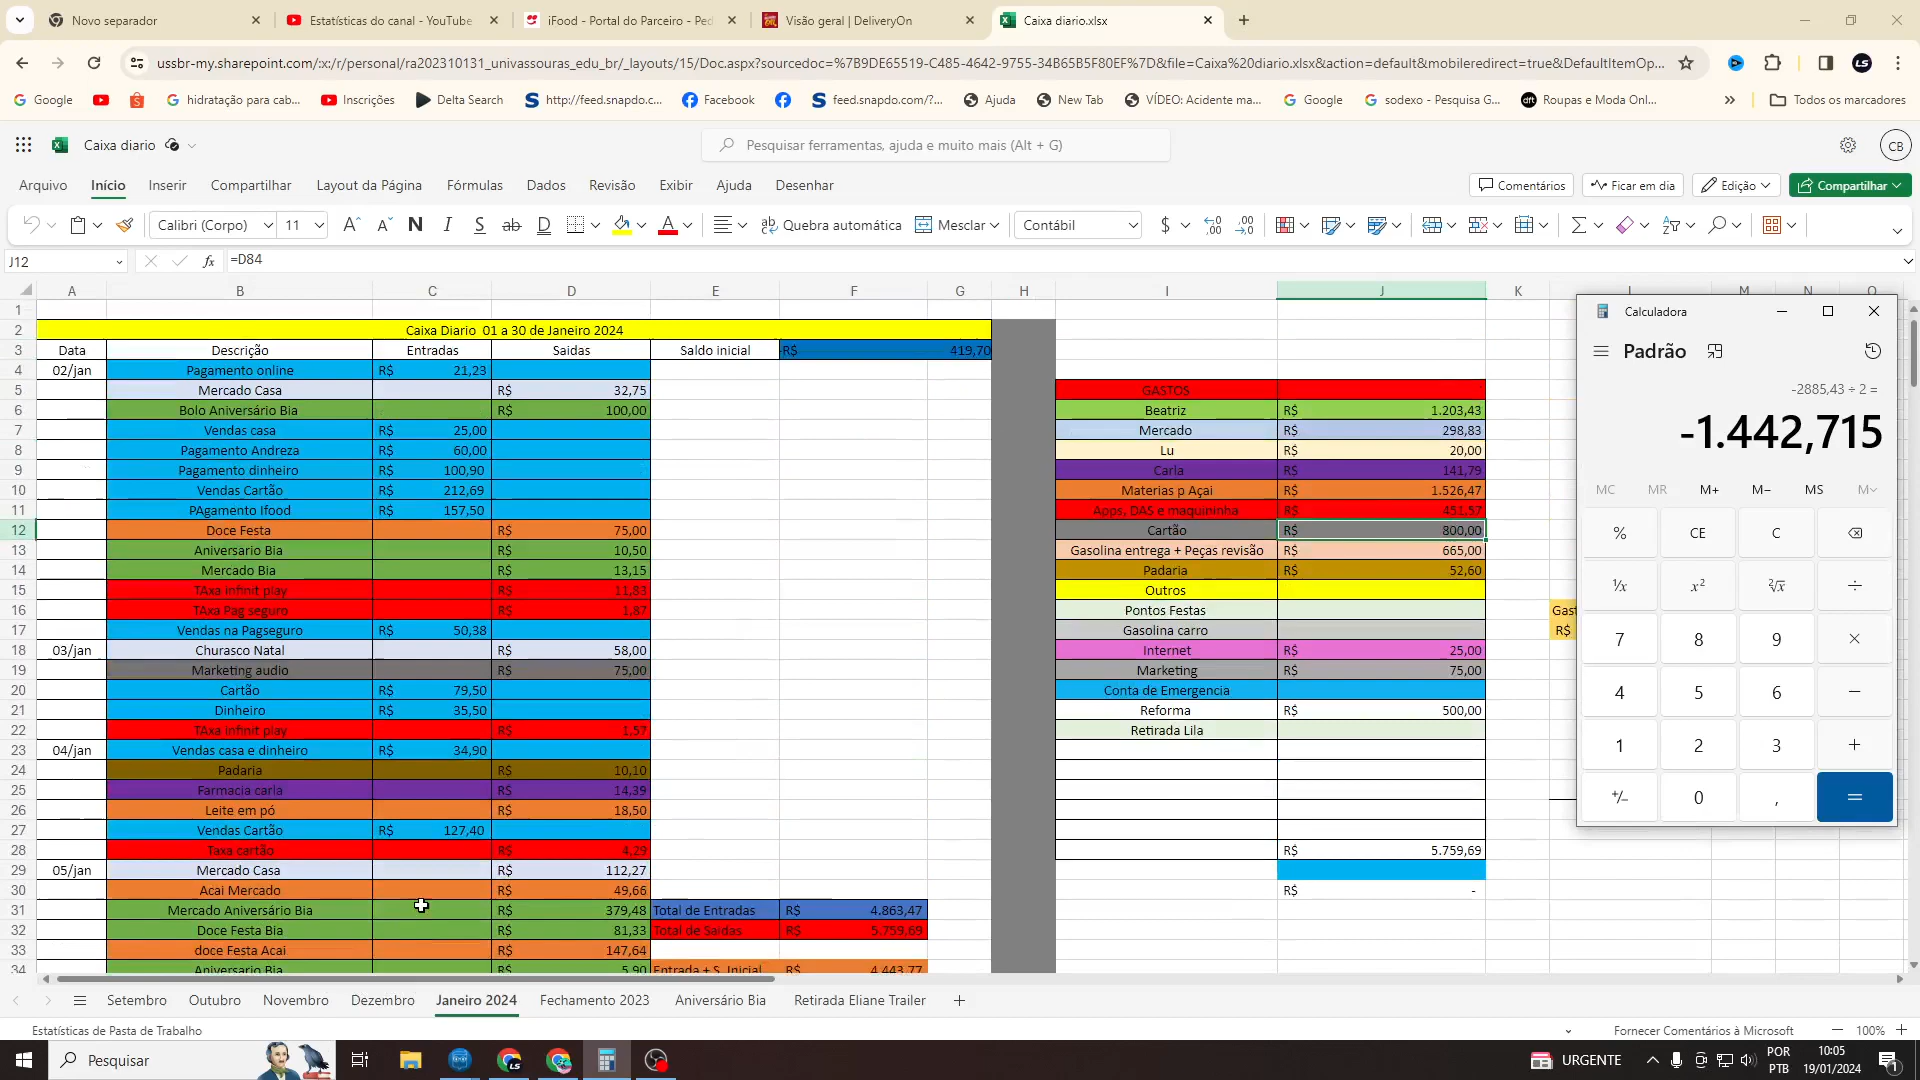 Novo separador
Estatísticas do canal - YouTube
iFood - Portal do Parceiro - Ped
Visão geral | DeliveryOn
Caixa diario.xlsx
ussbr-my.sharepoint.com/:x:/r/personal/ra202310131_univassouras_edu_br/_layouts/15/Doc.aspx?sourcedoc=%7B9DE65519-C485-4642-9755-34B65B5F80EF%7D&file=Caixa%20diario.xlsx&action=default&mobileredirect=true&DefaultItemOp...
Google
hidratação para cab...
Inscrições
Delta Search
http://feed.snapdo.c...
Facebook
feed.snapdo.com/?...
Ajuda
New Tab
VÍDEO: Acidente ma...
Google
sodexo - Pesquisa G...
Roupas e Moda Onl...
Todos os marcadores
Caixa diario
Pesquisar ferramentas, ajuda e muito mais (Alt + G)
CB
Arquivo Início Inserir Compartilhar Layout da Página Fórmulas Dados Revisão Exibir Ajuda Desenhar
Comentários Ficar em dia Edição Compartilhar
Calibri (Corpo) 11 N I S ab D A Quebra automática Mesclar Contábil $
J12 fx =D84
A B C D E F G H I J K L M N O
1
2 Caixa Diario 01 a 30 de Janeiro 2024
3 Data Descrição Entradas Saidas Saldo inicial -R$ 419,70
4 02/jan Pagamento online R$ 21,23
5 Mercado Casa R$ 32,75 GASTOS
6 Bolo Aniversário Bia R$ 100,00 Beatriz R$ 1.203,43
7 Vendas casa R$ 25,00 Mercado R$ 298,83
8 Pagamento Andreza R$ 60,00 Lu R$ 20,00
9 Pagamento dinheiro R$ 100,90 Carla R$ 141,79
10 Vendas Cartão R$ 212,69 Materias p Açai R$ 1.526,47
11 PAgamento Ifood R$ 157,50 Apps, DAS e maquininha R$ 451,57
12 Doce Festa R$ 75,00 Cartão R$ 800,00
13 Aniversario Bia R$ 10,50 Gasolina entrega + Peças revisão R$ 665,00
14 Mercado Bia R$ 13,15 Padaria R$ 52,60
15 TAxa Infinit play R$ 11,83 Outros
16 TAxa Pag seguro R$ 1,87 Pontos Festas Gast
17 Vendas na Pagseguro R$ 50,38 Gasolina carro R$
18 03/jan Churasco Natal R$ 58,00 Internet R$ 25,00
19 Marketing audio R$ 75,00 Marketing R$ 75,00
20 Cartão R$ 79,50 Conta de Emergencia
21 Dinheiro R$ 35,50 Reforma R$ 500,00
22 TAxa Infinit play R$ 1,57 Retirada Lila
23 04/jan Vendas casa e dinheiro R$ 34,90
24 Padaria R$ 10,10
25 Farmacia carla R$ 14,39
26 Leite em pó R$ 18,50
27 Vendas Cartão R$ 127,40
28 Taxa cartão R$ 4,29 R$ 5.759,69
29 05/jan Mercado Casa R$ 112,27
30 Acai Mercado R$ 49,66 R$ -
31 Mercado Aniversário Bia R$ 379,48 Total de Entradas R$ 4.863,47
32 Doce Festa Bia R$ 81,33 Total de Saidas R$ 5.759,69
33 doce Festa Acai R$ 147,64
34 Aniversario Bia R$ 5,90 Entrada + S. Inicial R$ 4.443,77
Calculadora
Padrão
-2885,43 ÷ 2 =
-1.442,715
MC MR M+ M− MS M
% CE C
¹/x x² ²√x ÷
7 8 9 ×
4 5 6 −
1 2 3 +
+/− 0 , =
Setembro Outubro Novembro Dezembro Janeiro 2024 Fechamento 2023 Aniversário Bia Retirada Eliane Trailer +
Estatísticas de Pasta de Trabalho
Fornecer Comentários à Microsoft 100%
Pesquisar
LS
URGENTE
POR
PTB
10:05
19/01/2024
1